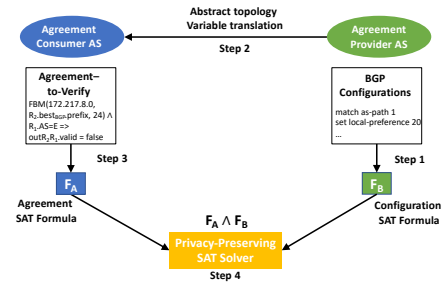 Abstract topology
Variable translation
Agreement
Consumer AS
Agreement
Provider AS
Step 2
Agreement–
to-Verify
FBM(172.217.8.0,
R₂.bestBGP.prefix, 24) ∧
R₁.AS=E =>
outR₂R₁.valid = false
BGP
Configurations
match as-path 1
set local-preference 20
...
Step 3
Step 1
FA
FB
Agreement
SAT Formula
FA ∧ FB
Configuration
SAT Formula
Privacy-Preserving
SAT Solver
Step 4